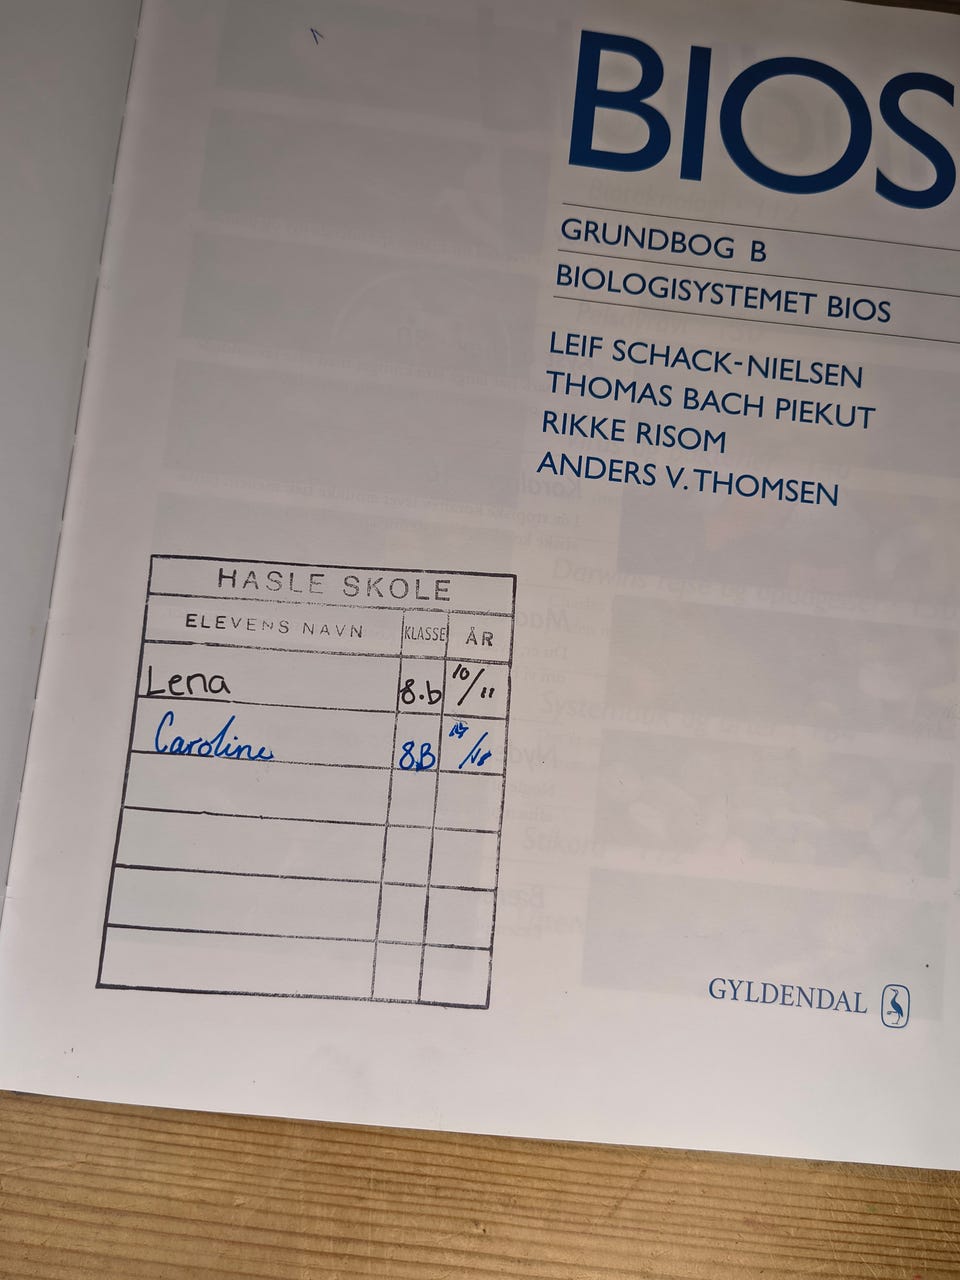 BIOS
GRUNDBOG B
BIOLOGISYSTEMET BIOS
LEIF SCHACK-NIELSEN
THOMAS BACH PIEKUT
RIKKE RISOM
ANDERS V. THOMSEN
HASLE SKOLE
ELEVENS NAVN KLASSE ÅR
Lena 8.b 10/11
Caroline 8B
GYLDENDAL